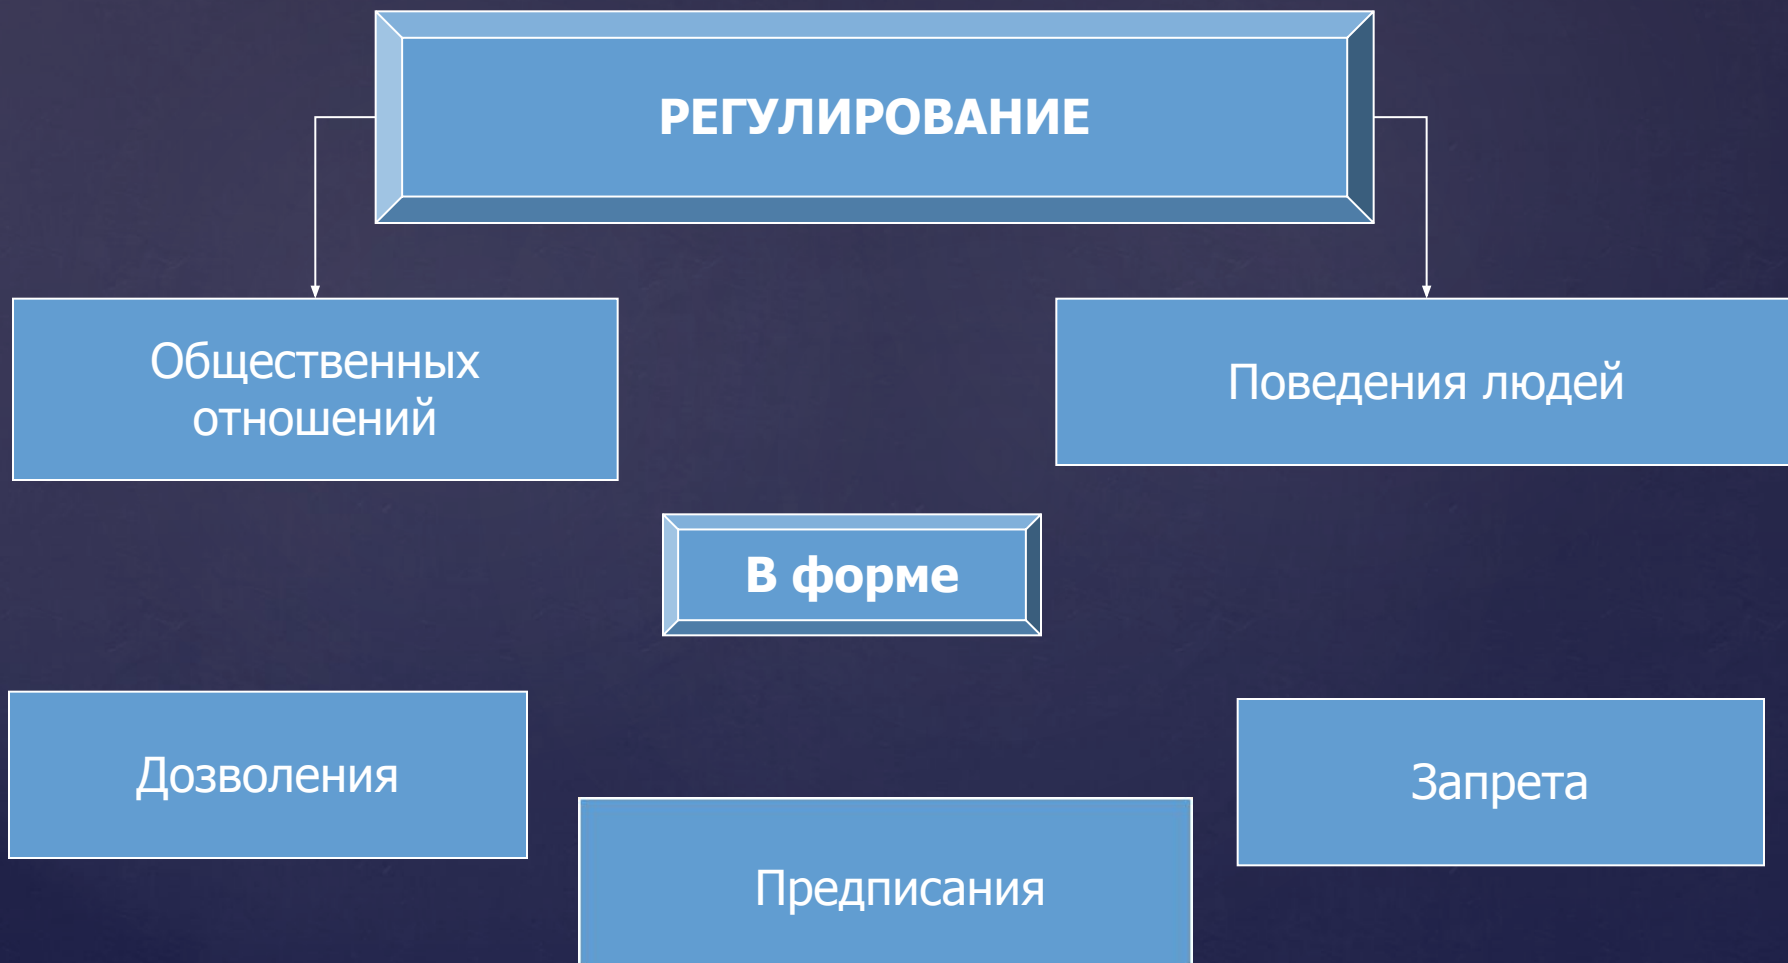 РЕГУЛИРОВАНИЕ
Общественных
отношений
Поведения людей
В форме
Дозволения
Запрета
Предписания